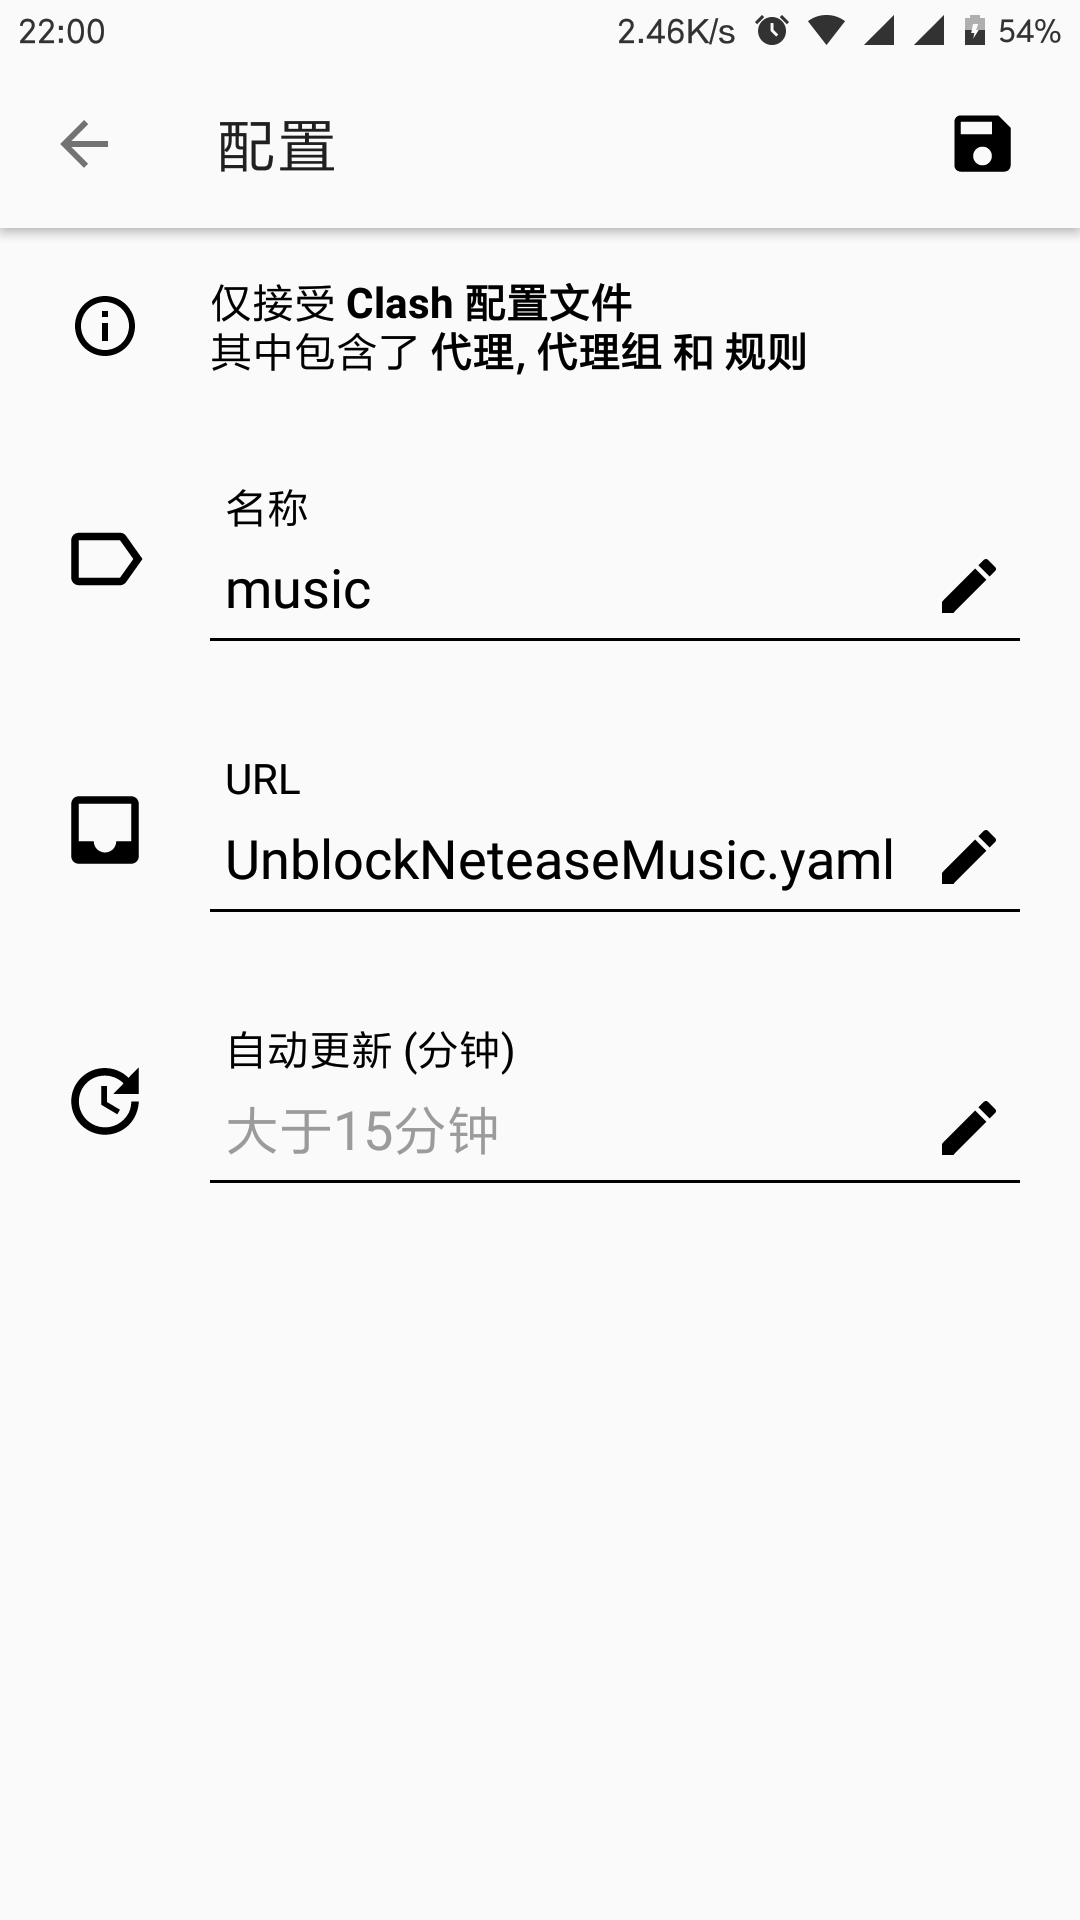 22:00 2.46K/s 54%
配置
仅接受 Clash 配置文件
其中包含了 代理, 代理组 和 规则
名称
music
URL
UnblockNeteaseMusic.yaml
自动更新 (分钟)
大于15分钟